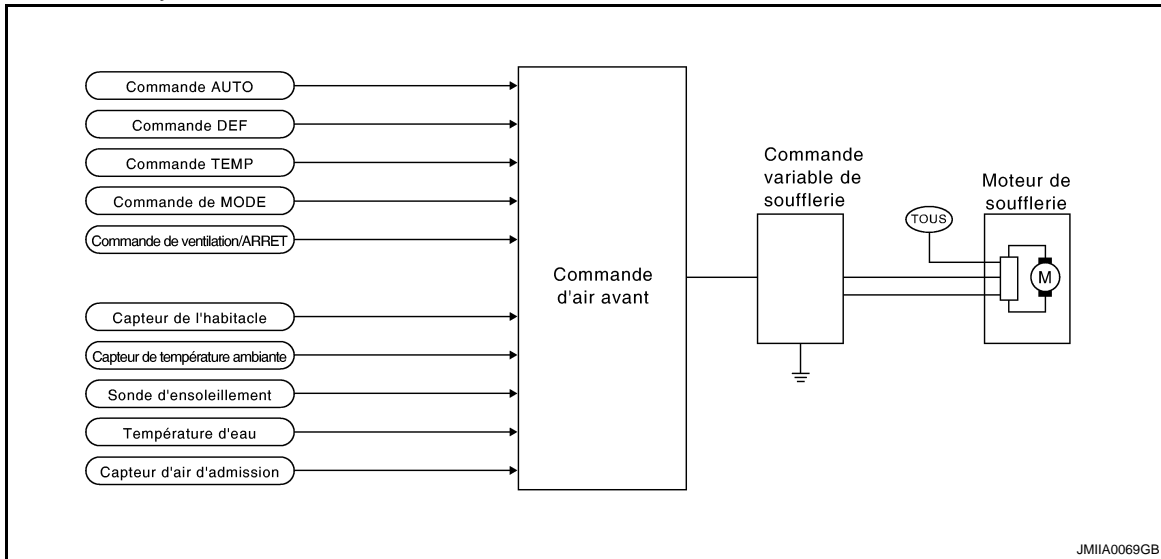 Commande AUTO
Commande DEF
Commande TEMP
Commande de MODE
Commande de ventilation/ARRET
Capteur de l'habitacle
Capteur de température ambiante
Sonde d'ensoleillement
Température d'eau
Capteur d'air d'admission
Commande
d'air avant
Commande
variable de
soufflerie
TOUS
Moteur de
soufflerie
M
JMIIA0069GB